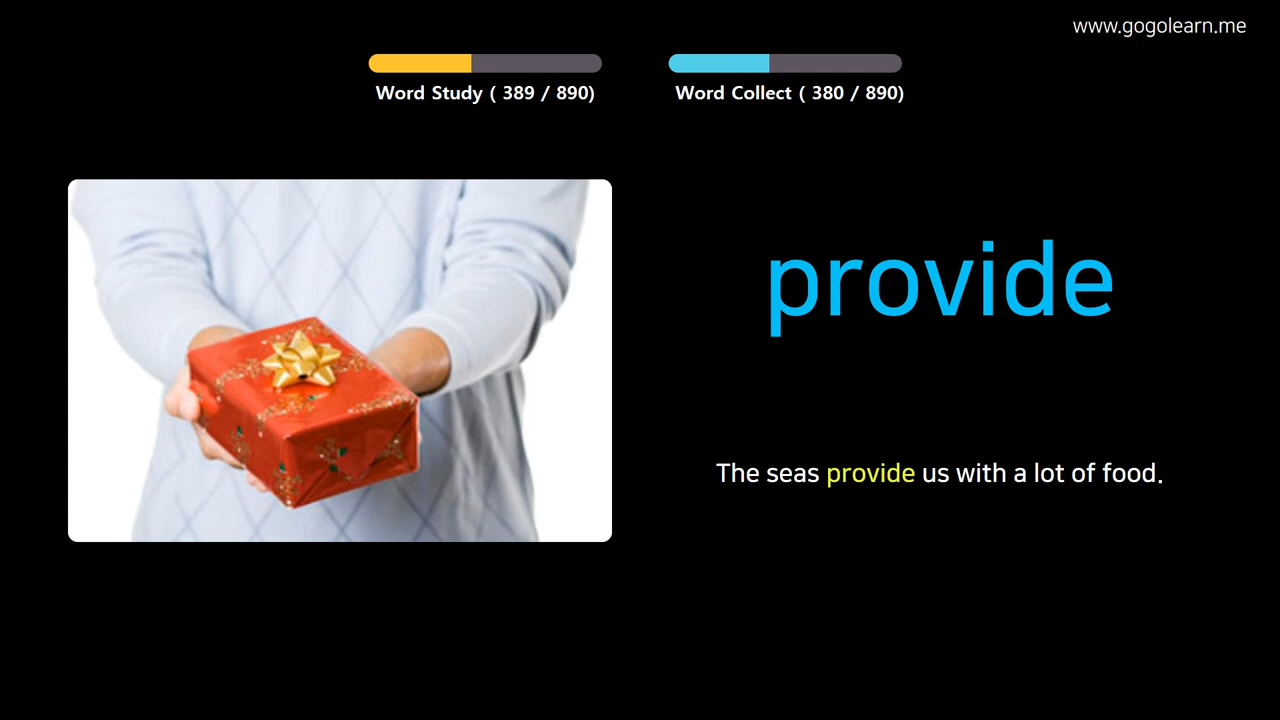 www.gogolearn.me
Word Study ( 389 / 890)
Word Collect ( 380 / 890)
provide
The seas provide us with a lot of food.